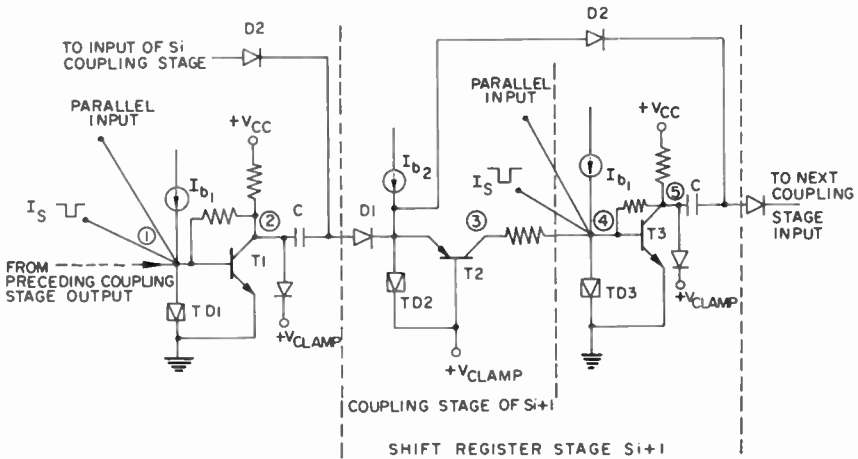 D2
TO INPUT OF Si
COUPLING STAGE
D2
PARALLEL
INPUT
+VCC
PARALLEL
INPUT
+VCC
Ib1
Ib2
Ib1
IS
C
D1
IS
C
TO NEXT
COUPLING
STAGE
INPUT
1
2
3
4
5
FROM
PRECEDING COUPLING
STAGE OUTPUT
T1
T2
T3
TD1
TD2
TD3
+VCLAMP
+VCLAMP
+VCLAMP
COUPLING STAGE OF Si+1
SHIFT REGISTER STAGE Si+1